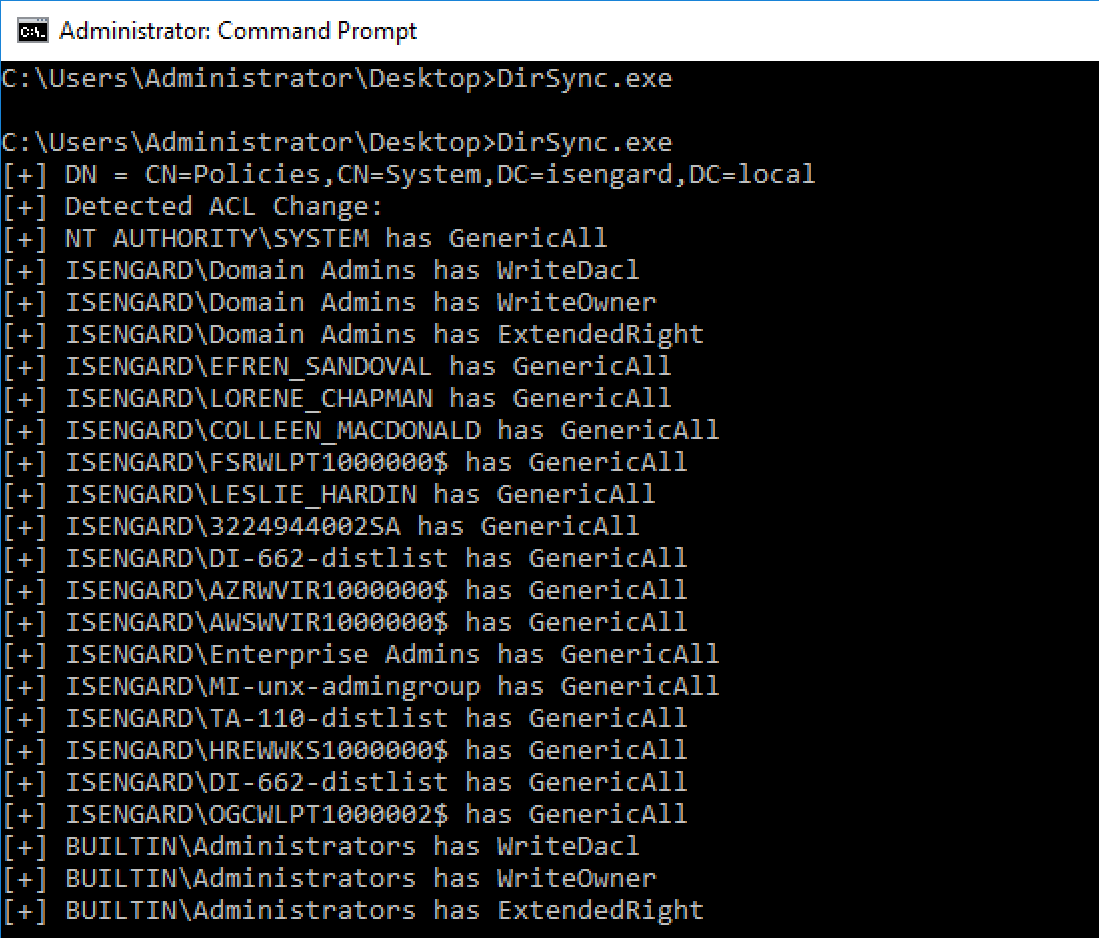 Administrator: Command Prompt
C:\Users\Administrator\Desktop>DirSync.exe
C:\Users\Administrator\Desktop>DirSync.exe
[+] DN = CN=Policies,CN=System,DC=isengard,DC=local
[+] Detected ACL Change:
[+] NT AUTHORITY\SYSTEM has GenericAll
[+] ISENGARD\Domain Admins has WriteDacl
[+] ISENGARD\Domain Admins has WriteOwner
[+] ISENGARD\Domain Admins has ExtendedRight
[+] ISENGARD\EFREN_SANDOVAL has GenericAll
[+] ISENGARD\LORENE_CHAPMAN has GenericAll
[+] ISENGARD\COLLEEN_MACDONALD has GenericAll
[+] ISENGARD\FSRWLPT1000000$ has GenericAll
[+] ISENGARD\LESLIE_HARDIN has GenericAll
[+] ISENGARD\3224944002SA has GenericAll
[+] ISENGARD\DI-662-distlist has GenericAll
[+] ISENGARD\AZRWVIR1000000$ has GenericAll
[+] ISENGARD\AWSWVIR1000000$ has GenericAll
[+] ISENGARD\Enterprise Admins has GenericAll
[+] ISENGARD\MI-unx-admingroup has GenericAll
[+] ISENGARD\TA-110-distlist has GenericAll
[+] ISENGARD\HREWWKS1000000$ has GenericAll
[+] ISENGARD\DI-662-distlist has GenericAll
[+] ISENGARD\OGCWLPT1000002$ has GenericAll
[+] BUILTIN\Administrators has WriteDacl
[+] BUILTIN\Administrators has WriteOwner
[+] BUILTIN\Administrators has ExtendedRight